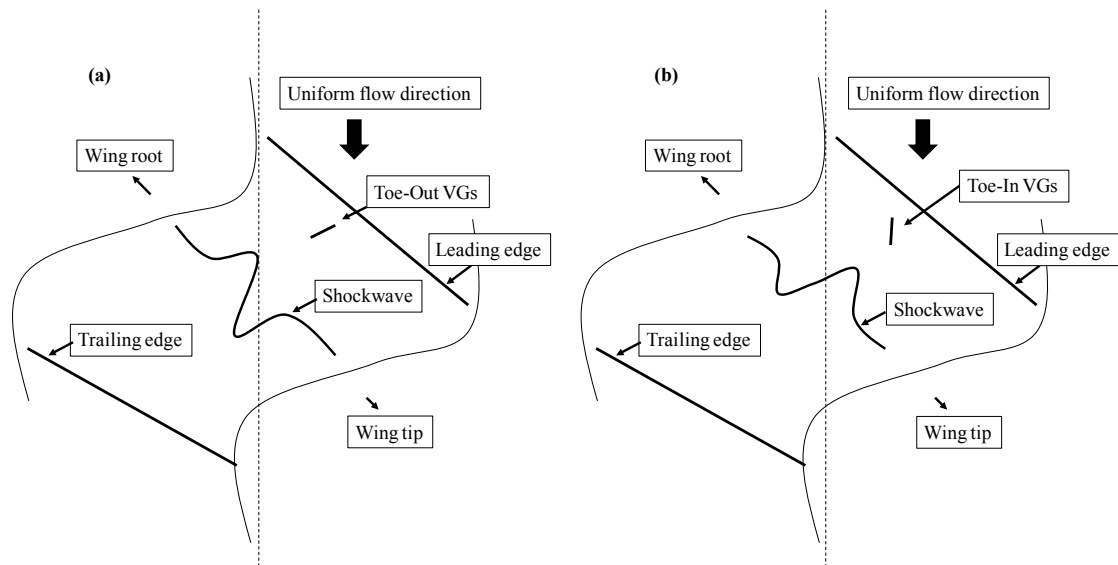 (a)
Uniform flow direction
Wing root
Toe-Out VGs
Leading edge
Shockwave
Trailing edge
Wing tip
(b)
Uniform flow direction
Wing root
Toe-In VGs
Leading edge
Shockwave
Trailing edge
Wing tip